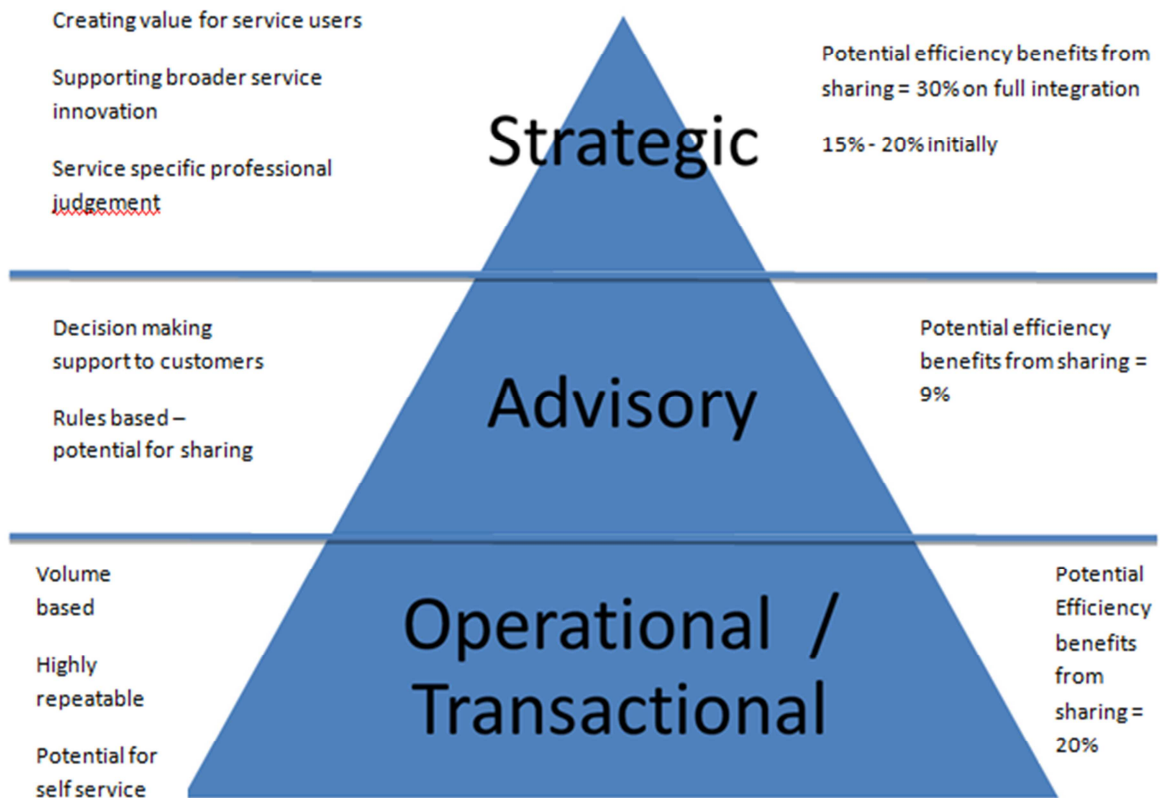 Creating value for service users
Supporting broader service
innovation
Service specific professional
judgement
Strategic
Potential efficiency benefits from
sharing = 30% on full integration
15% - 20% initially
Decision making
support to customers
Rules based –
potential for sharing
Advisory
Potential efficiency
benefits from sharing =
9%
Volume
based
Highly
repeatable
Potential for
self service
Operational /
Transactional
Potential
Efficiency
benefits
from
sharing =
20%